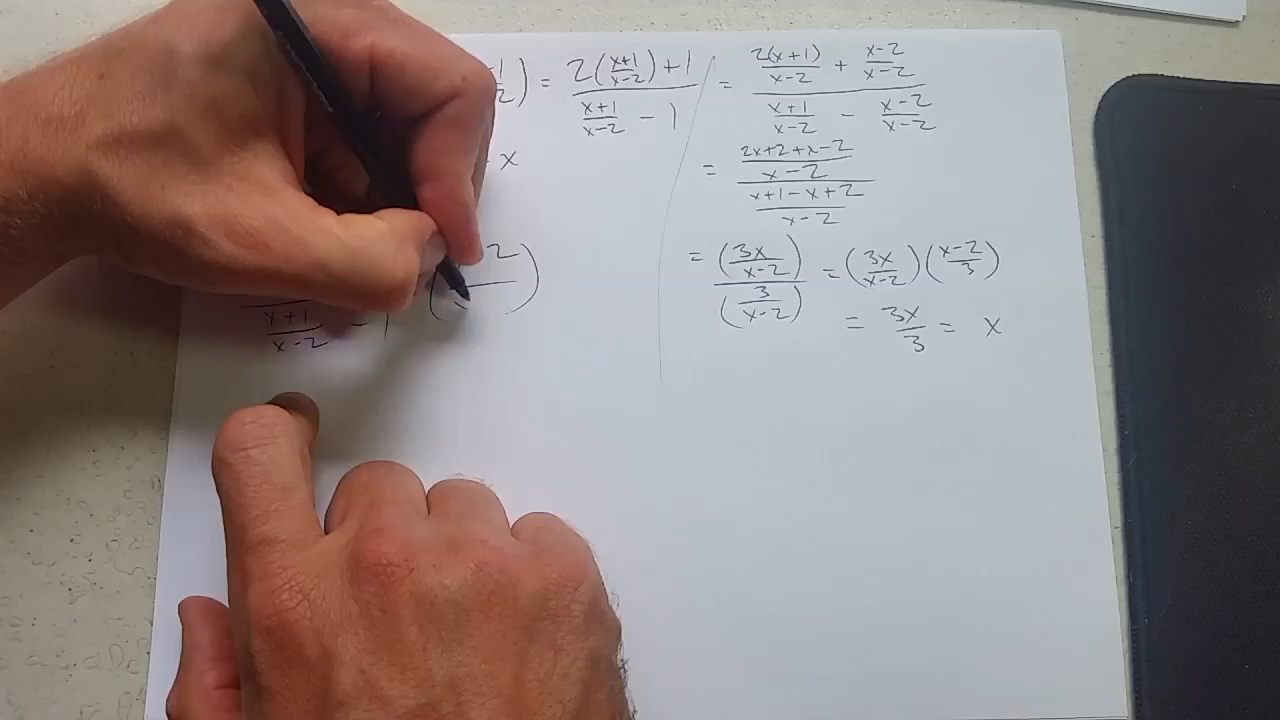 = (2((x+1)/(x-2))+1)/((x+1)/(x-2) - 1)
x
((x+1)/(x-2)) - 1
2
= (2(x+1)/(x-2) + (x-2)/(x-2))/((x+1)/(x-2) - (x-2)/(x-2))
= ((2x+2+x-2)/(x-2))/((x+1-x+2)/(x-2))
= (3x/(x-2))/(3/(x-2)) = (3x/(x-2))((x-2)/3)
= 3x/3 = x